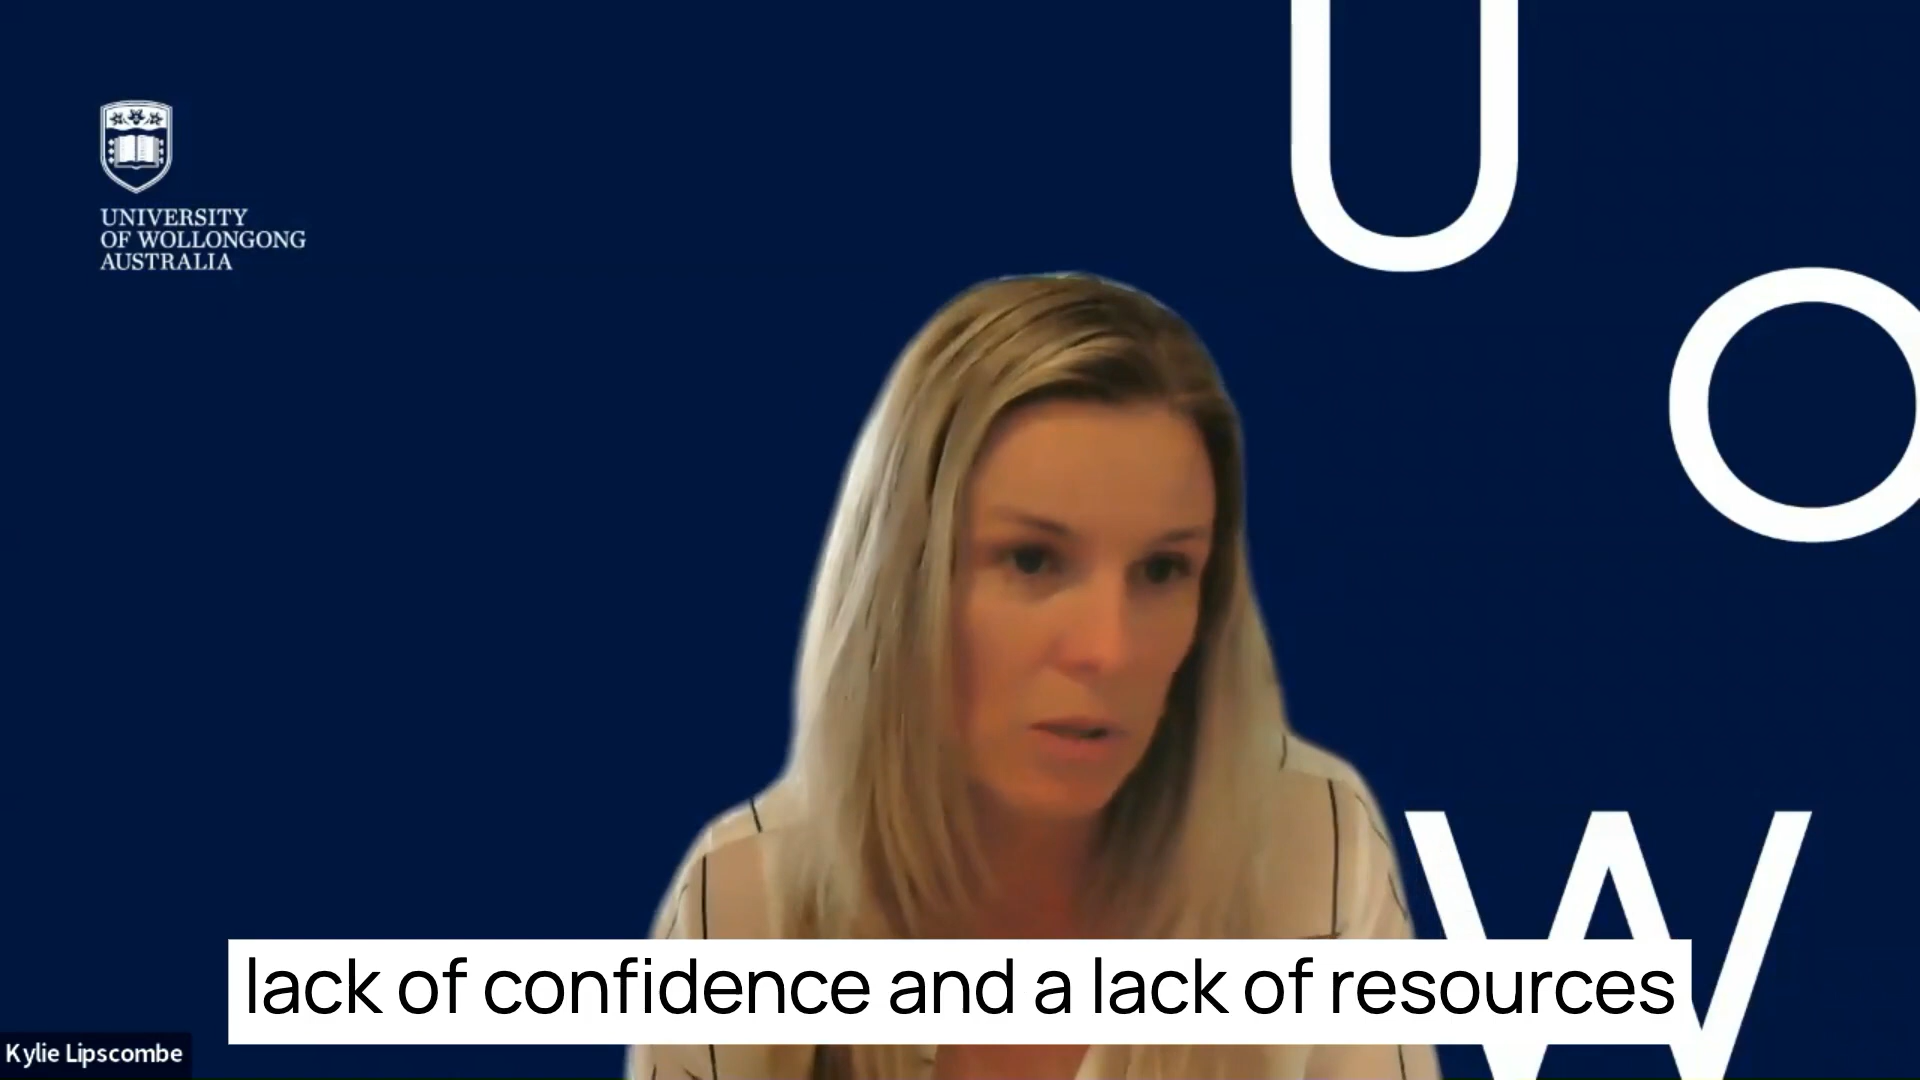 UNIVERSITY
OF WOLLONGONG
AUSTRALIA
U
O
W
lack of confidence and a lack of resources
Kylie Lipscombe